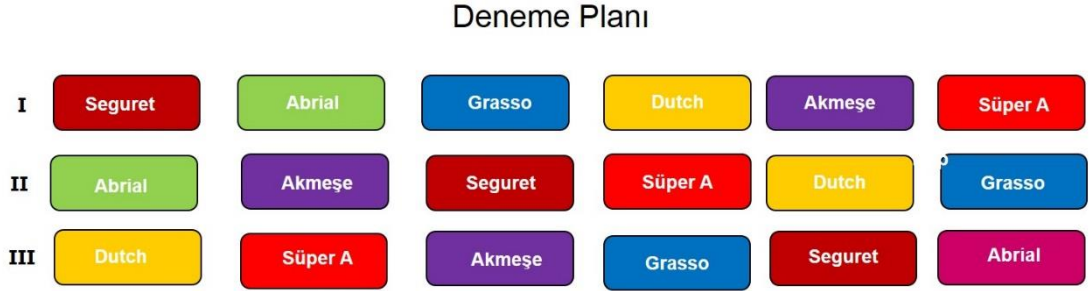 Deneme Planı
I Seguret Abrial Grasso Dutch Akmeşe Süper A
II Abrial Akmeşe Seguret Süper A Dutch Grasso
III Dutch Süper A Akmeşe Grasso Seguret Abrial